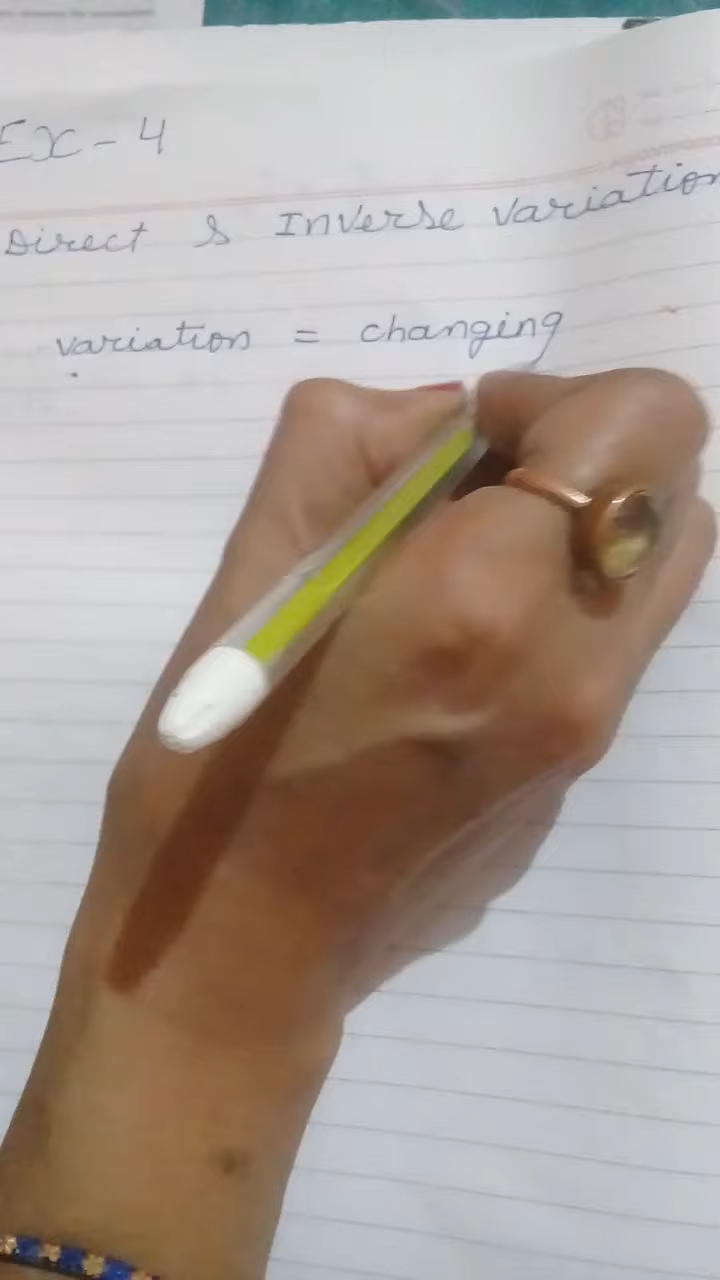 Ex-4
Direct & Inverse variation
variation = changing